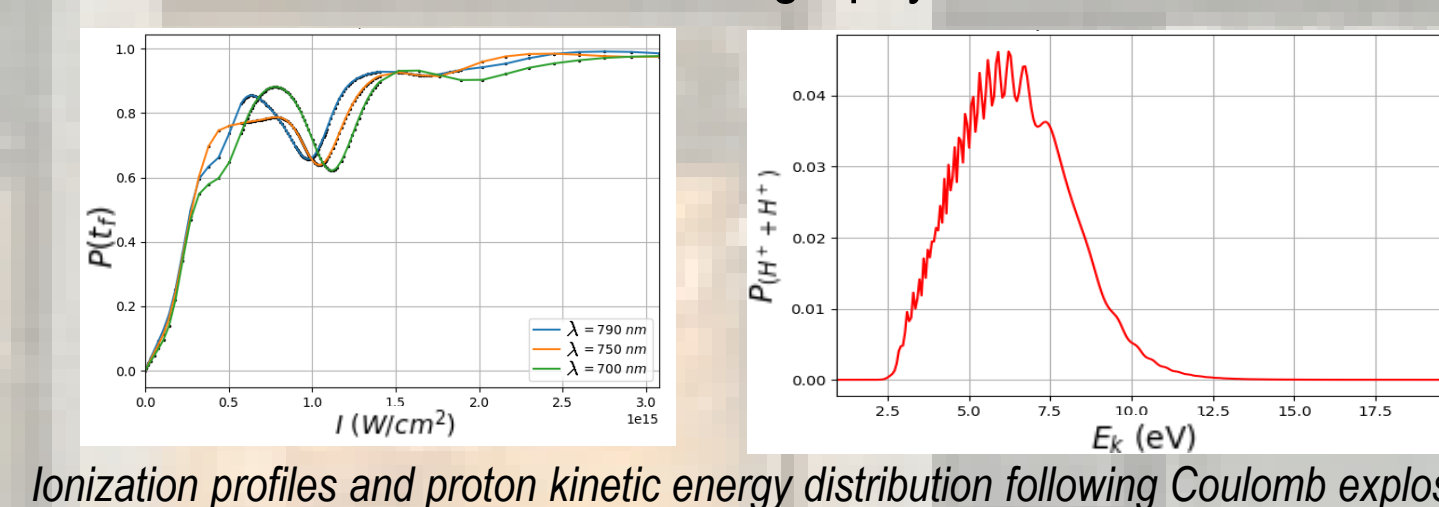 1.0
0.8
0.6
0.4
0.2
0.0
P(t_f)
0.0 0.5 1.0 1.5 2.0 2.5 3.0
1e15
I (W/cm²)
λ = 790 nm
λ = 750 nm
λ = 700 nm
0.04
0.03
0.02
0.01
0.00
P(H⁺ + H⁺)
2.5 5.0 7.5 10.0 12.5 15.0 17.5
E_k (eV)
Ionization profiles and proton kinetic energy distribution following Coulomb explos